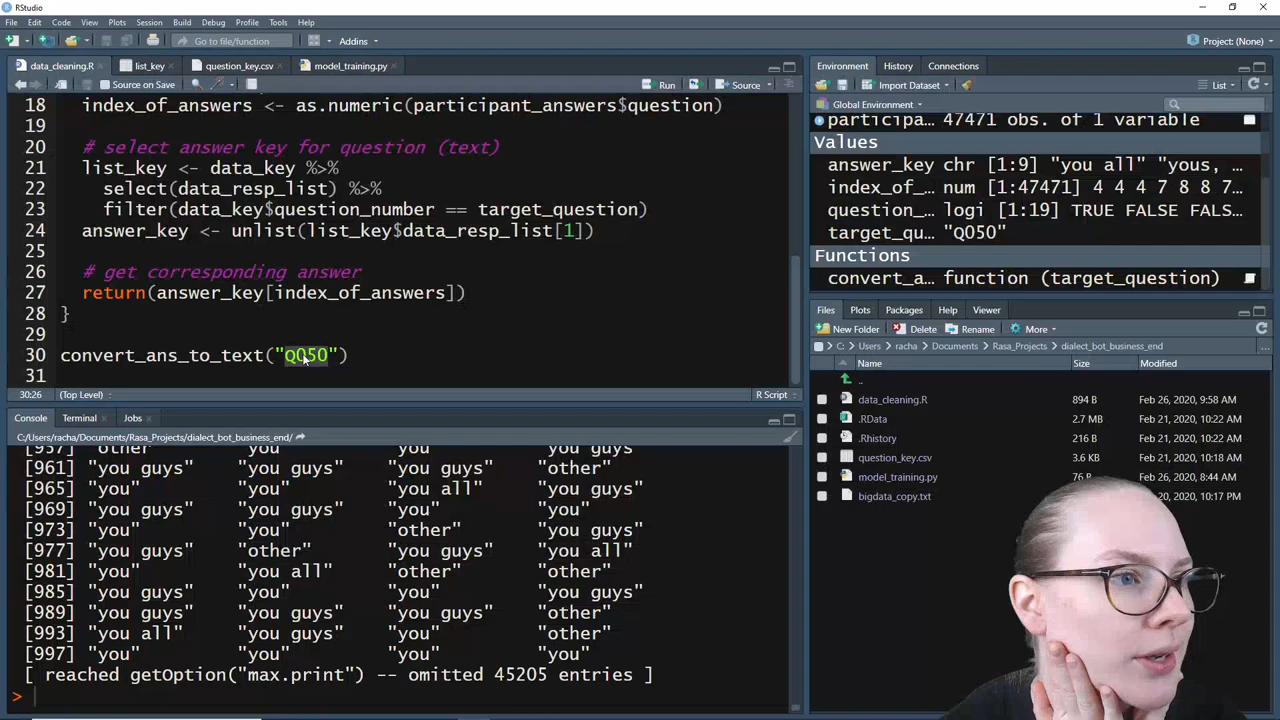 RStudio
File Edit Code View Plots Session Build Debug Profile Tools Help
Go to file/function Addins Project: (None)
data_cleaning.R list_key question_key.csv model_training.py
Source on Save Run Source
18 index_of_answers <- as.numeric(participant_answers$question)
19
20 # select answer key for question (text)
21 list_key <- data_key %>%
22 select(data_resp_list) %>%
23 filter(data_key$question_number == target_question)
24 answer_key <- unlist(list_key$data_resp_list[1])
25
26 # get corresponding answer
27 return(answer_key[index_of_answers])
28 }
29
30 convert_ans_to_text("Q050")
31
30:26 (Top Level) R Script
Console Terminal Jobs
C:/Users/racha/Documents/Rasa_Projects/dialect_bot_business_end/
[957] "other" "you" "you" "you guys"
[961] "you guys" "you guys" "you guys" "other"
[965] "you" "you" "you all" "you guys"
[969] "you guys" "you guys" "you" "you"
[973] "you" "you" "other" "you guys"
[977] "you guys" "other" "you guys" "you all"
[981] "you" "you all" "other" "other"
[985] "you guys" "you" "you" "you guys"
[989] "you guys" "you guys" "you guys" "other"
[993] "you all" "you guys" "you" "other"
[997] "you" "you" "you" "you"
[ reached getOption("max.print") -- omitted 45205 entries ]
>
Environment History Connections
Import Dataset List
Global Environment
participa… 47471 obs. of 1 variable
Values
answer_key chr [1:9] "you all" "yous, …
index_of_… num [1:47471] 4 4 4 7 8 8 7…
question_… logi [1:19] TRUE FALSE FALS…
target_qu… "Q050"
Functions
convert_a… function (target_question)
Files Plots Packages Help Viewer
New Folder Delete Rename More
C: Users racha Documents Rasa_Projects dialect_bot_business_end
Name Size Modified
..
data_cleaning.R 894 B Feb 26, 2020, 9:58 AM
.RData 2.7 MB Feb 21, 2020, 10:22 AM
.Rhistory 216 B Feb 21, 2020, 10:22 AM
question_key.csv 3.6 KB Feb 21, 2020, 10:18 AM
model_training.py 76 B Feb 26, 2020, 8:44 AM
bigdata_copy.txt 20, 2020, 10:17 PM